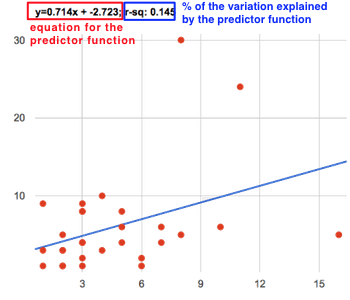 y=0.714x + -2.723; r-sq: 0.145
% of the variation explained
by the predictor function
equation for the
predictor function
30
20
10
3
6
9
12
15